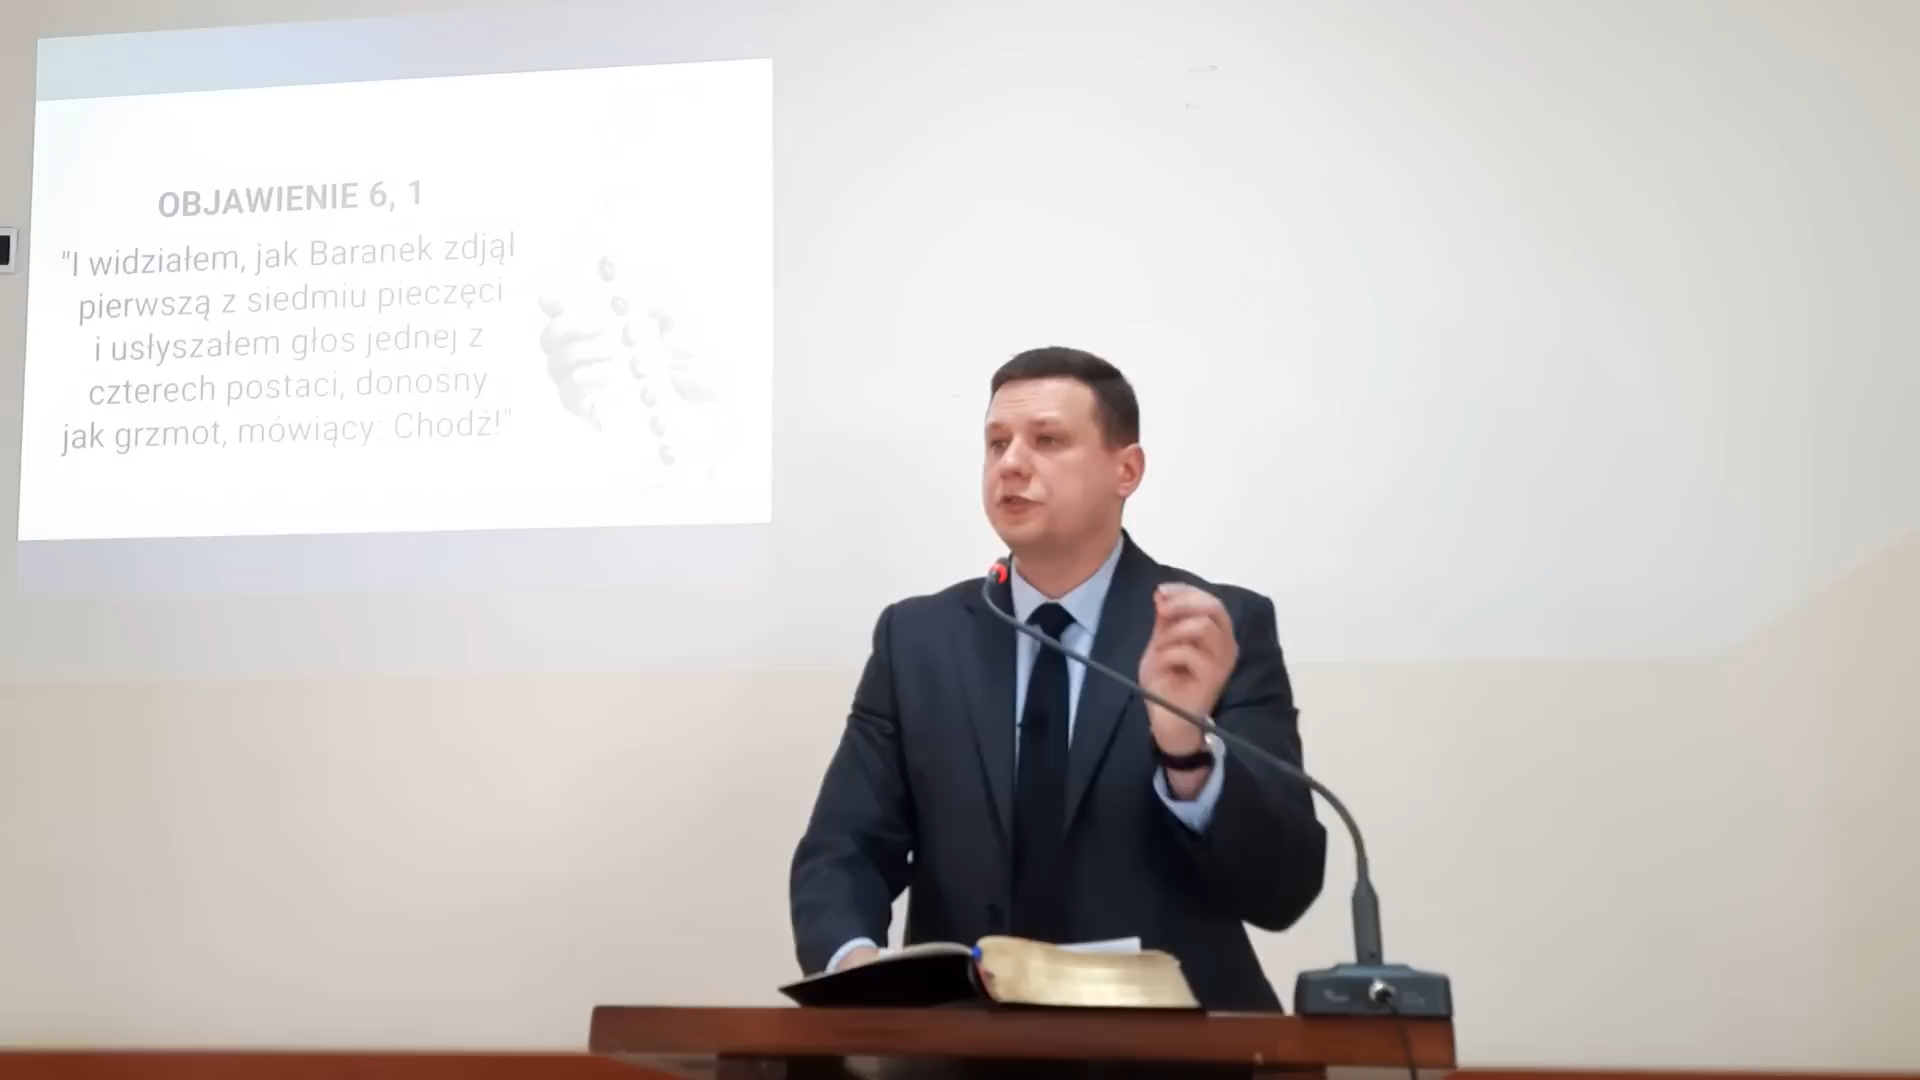 OBJAWIENIE 6, 1
"I widziałem, jak Baranek zdjął
pierwszą z siedmiu pieczęci
i usłyszałem głos jednej z
czterech postaci, donośny
jak grzmot, mówiący: Chodź!"